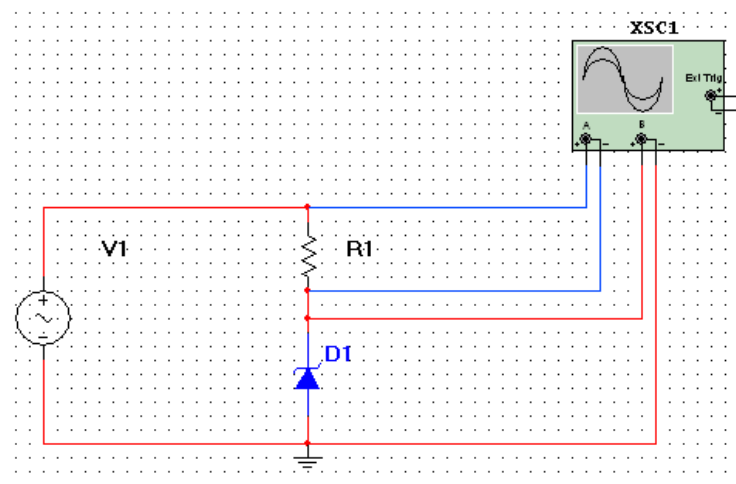 XSC1
Ext Trig
+
-
A
B
+ - + -
V1
R1
+
~
-
D1